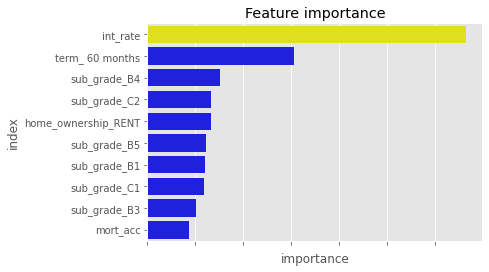 Feature importance
int_rate
term_ 60 months
sub_grade_B4
sub_grade_C2
home_ownership_RENT
sub_grade_B5
sub_grade_B1
sub_grade_C1
sub_grade_B3
mort_acc
index
importance